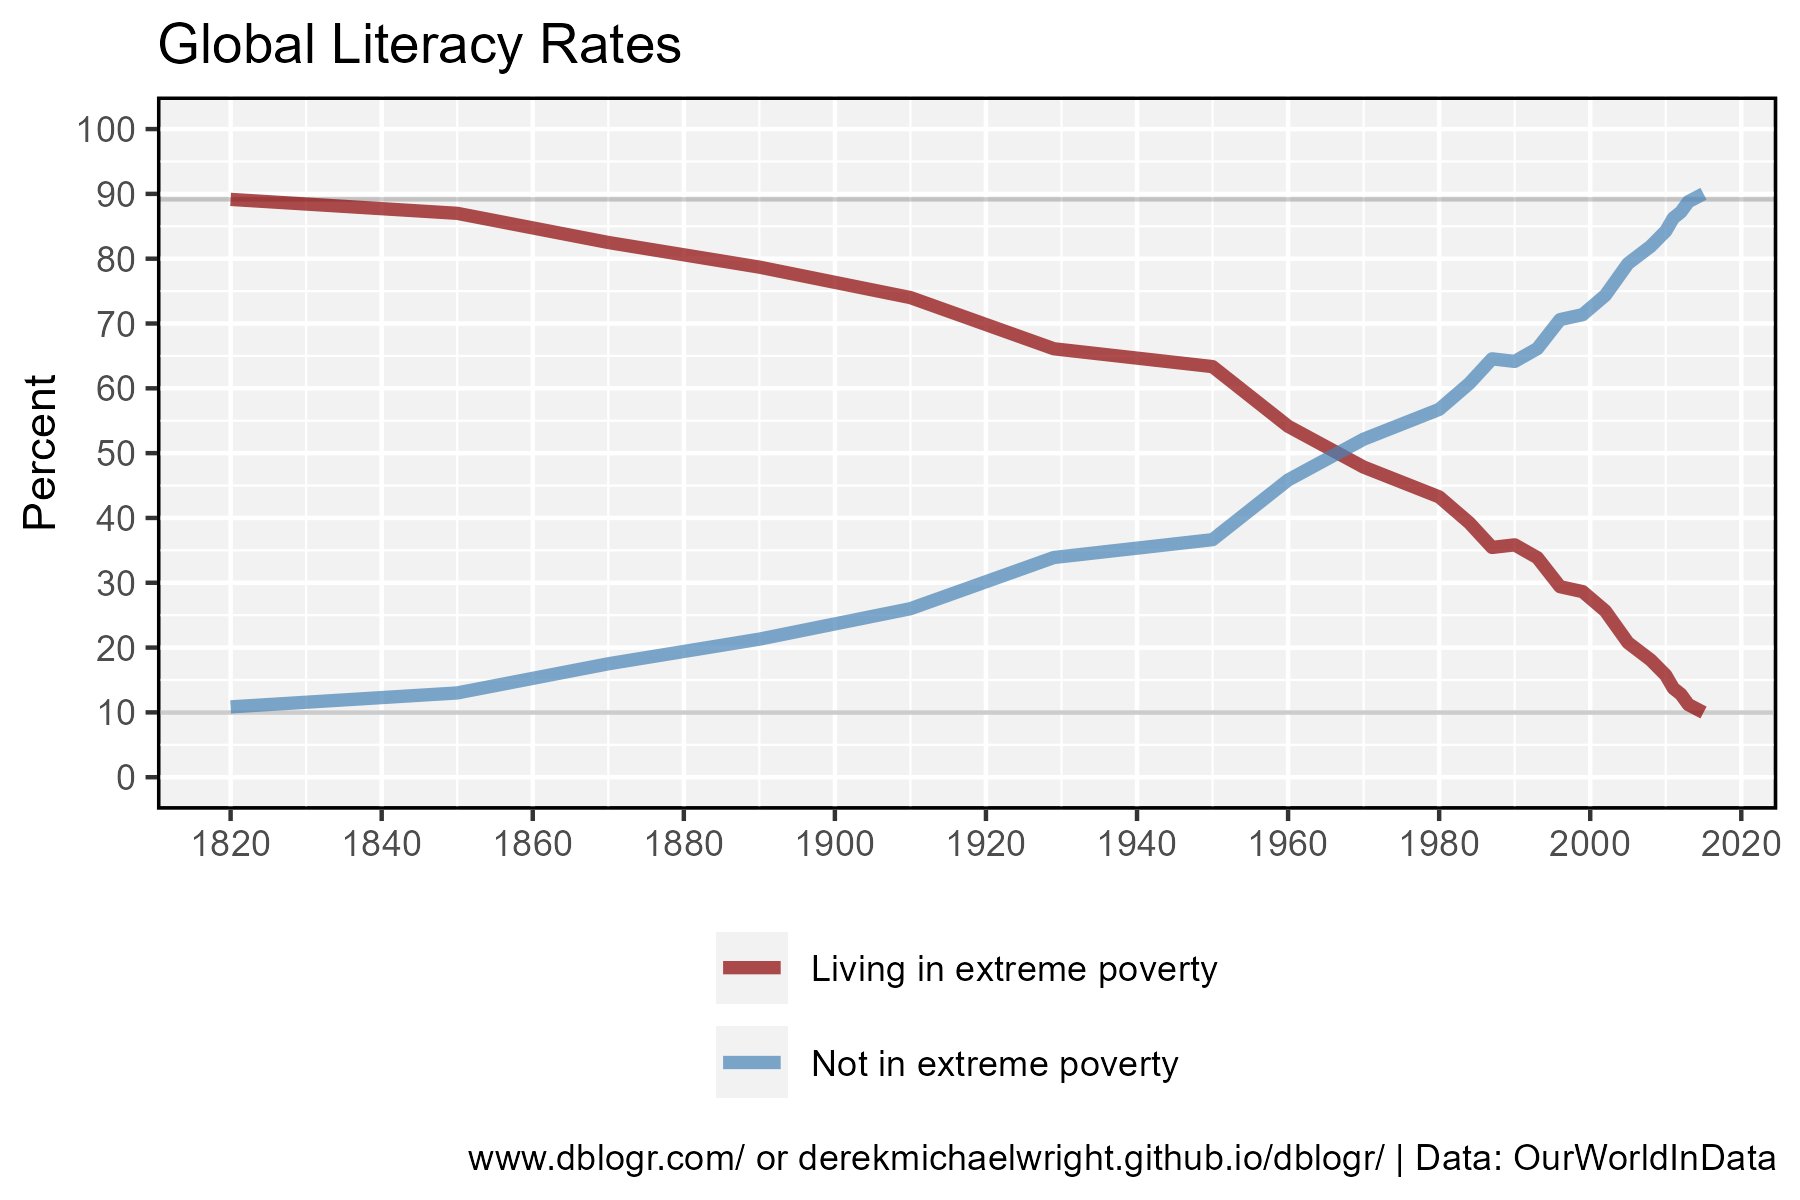 Global Literacy Rates
Percent
100
90
80
70
60
50
40
30
20
10
0
1820 1840 1860 1880 1900 1920 1940 1960 1980 2000 2020
Living in extreme poverty
Not in extreme poverty
www.dblogr.com/ or derekmichaelwright.github.io/dblogr/ | Data: OurWorldInData